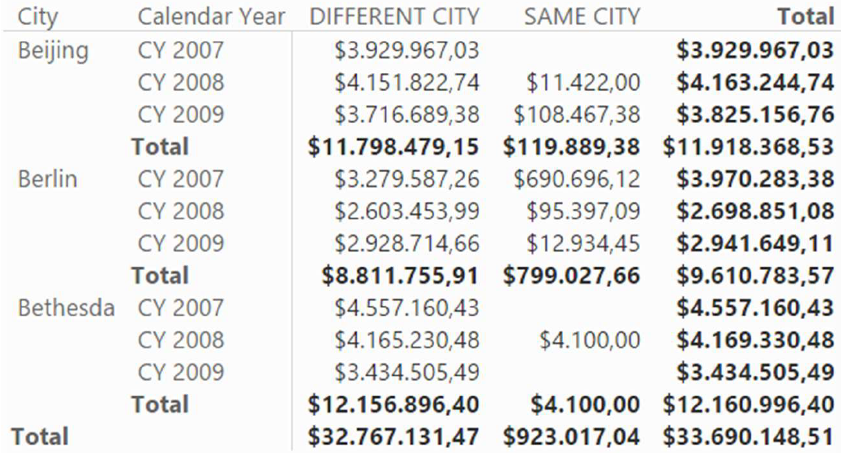 City Calendar Year DIFFERENT CITY SAME CITY Total
Beijing CY 2007 $3.929.967,03 $3.929.967,03
CY 2008 $4.151.822,74 $11.422,00 $4.163.244,74
CY 2009 $3.716.689,38 $108.467,38 $3.825.156,76
Total $11.798.479,15 $119.889,38 $11.918.368,53
Berlin CY 2007 $3.279.587,26 $690.696,12 $3.970.283,38
CY 2008 $2.603.453,99 $95.397,09 $2.698.851,08
CY 2009 $2.928.714,66 $12.934,45 $2.941.649,11
Total $8.811.755,91 $799.027,66 $9.610.783,57
Bethesda CY 2007 $4.557.160,43 $4.557.160,43
CY 2008 $4.165.230,48 $4.100,00 $4.169.330,48
CY 2009 $3.434.505,49 $3.434.505,49
Total $12.156.896,40 $4.100,00 $12.160.996,40
Total $32.767.131,47 $923.017,04 $33.690.148,51